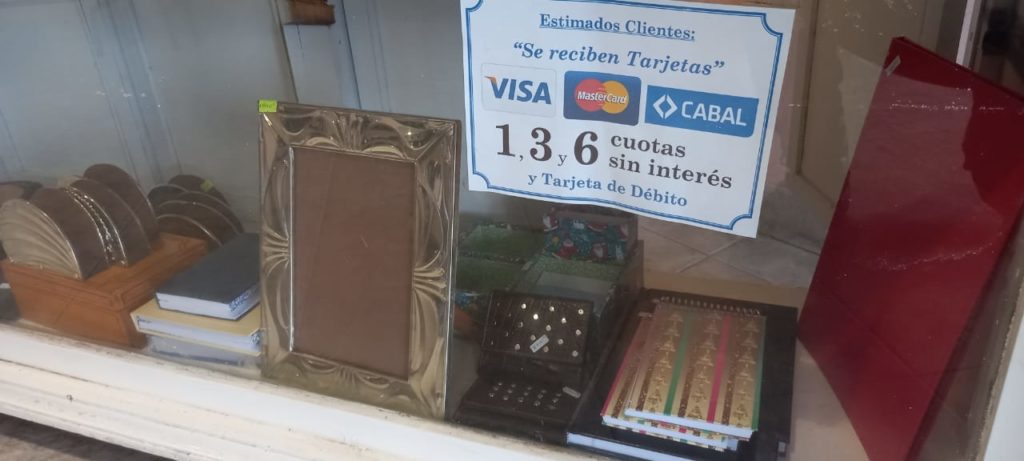 Estimados Clientes:
“Se reciben Tarjetas”
VISA MasterCard CABAL
1, 3 y 6 cuotas
sin interés
y Tarjeta de Débito